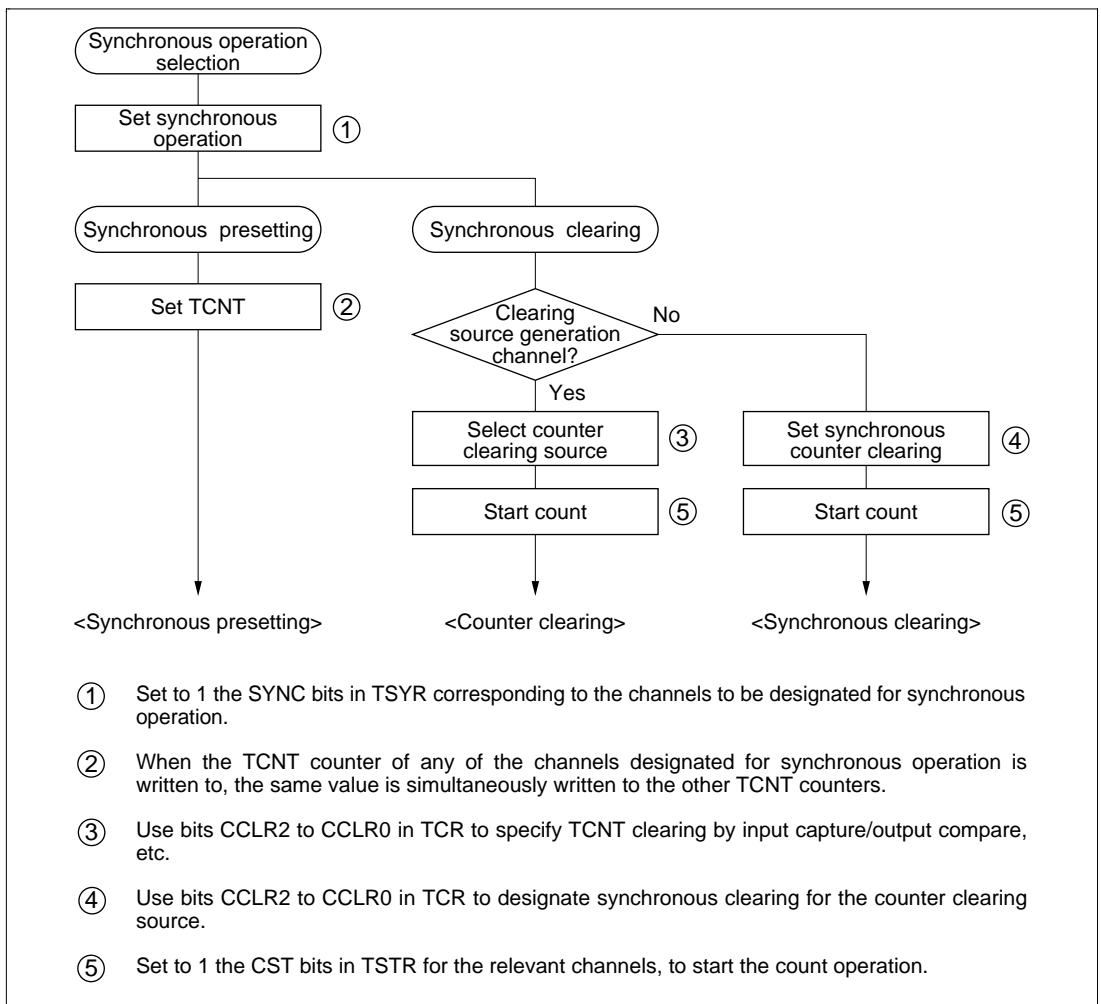 Synchronous operation
selection
Set synchronous
operation
①
Synchronous presetting
Synchronous clearing
Set TCNT
②
Clearing
source generation
channel?
No
Yes
Select counter
clearing source
③
Set synchronous
counter clearing
④
Start count
⑤
Start count
⑤
<Synchronous presetting>
<Counter clearing>
<Synchronous clearing>
① Set to 1 the SYNC bits in TSYR corresponding to the channels to be designated for synchronous
operation.
② When the TCNT counter of any of the channels designated for synchronous operation is
written to, the same value is simultaneously written to the other TCNT counters.
③ Use bits CCLR2 to CCLR0 in TCR to specify TCNT clearing by input capture/output compare,
etc.
④ Use bits CCLR2 to CCLR0 in TCR to designate synchronous clearing for the counter clearing
source.
⑤ Set to 1 the CST bits in TSTR for the relevant channels, to start the count operation.